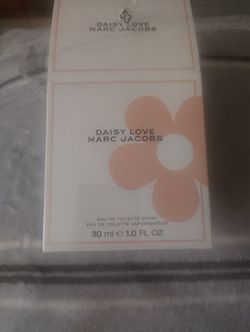 DAISY LOVE
MARC JACOBS
DAISY LOVE
MARC JACOBS
EAU DE TOILETTE SPRAY
EAU DE TOILETTE VAPORISATEUR
30 ml ℮ 1.0 FL OZ.